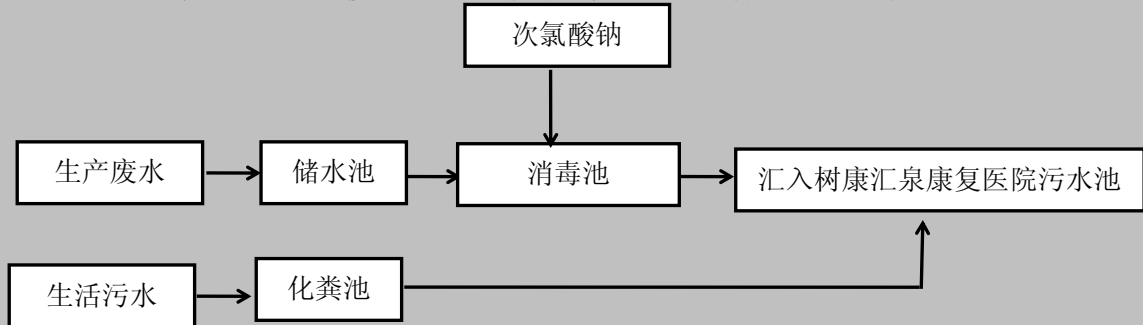 次氯酸钠
生产废水
储水池
消毒池
汇入树康汇泉康复医院污水池
生活污水
化粪池